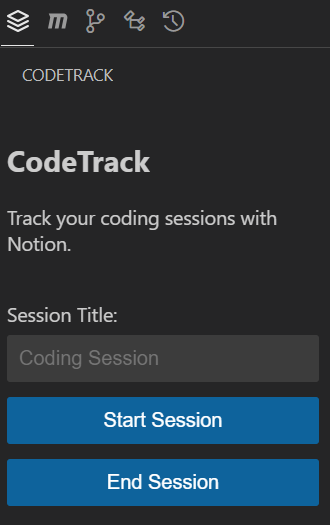 CODETRACK
CodeTrack
Track your coding sessions with
Notion.
Session Title:
Coding Session
Start Session
End Session